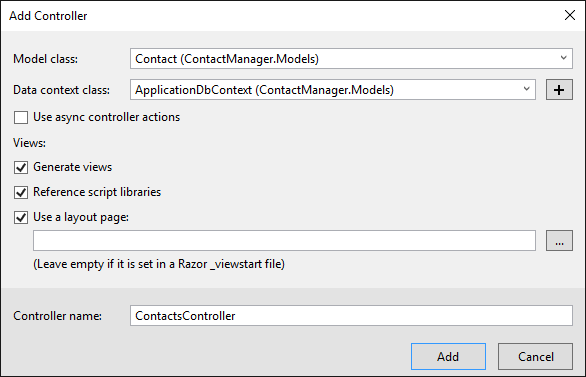 Add Controller
Model class: Contact (ContactManager.Models)
Data context class: ApplicationDbContext (ContactManager.Models) +
Use async controller actions
Views:
Generate views
Reference script libraries
Use a layout page:
...
(Leave empty if it is set in a Razor _viewstart file)
Controller name: ContactsController
Add Cancel